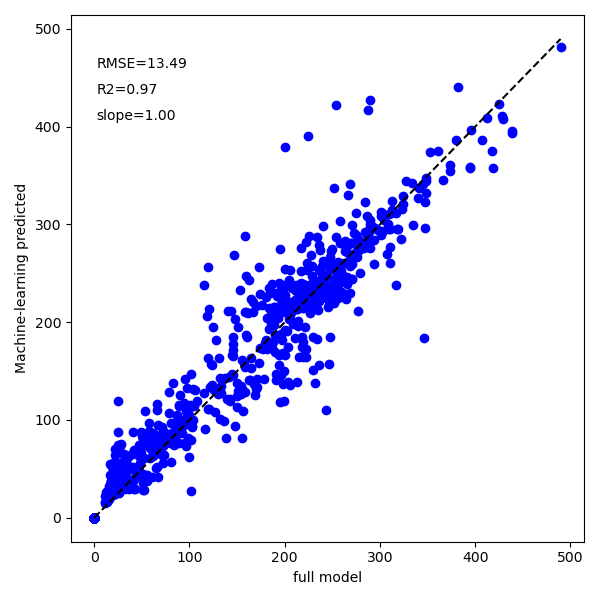 500
400
300
200
100
0
Machine-learning predicted
RMSE=13.49
R2=0.97
slope=1.00
0 100 200 300 400 500
full model